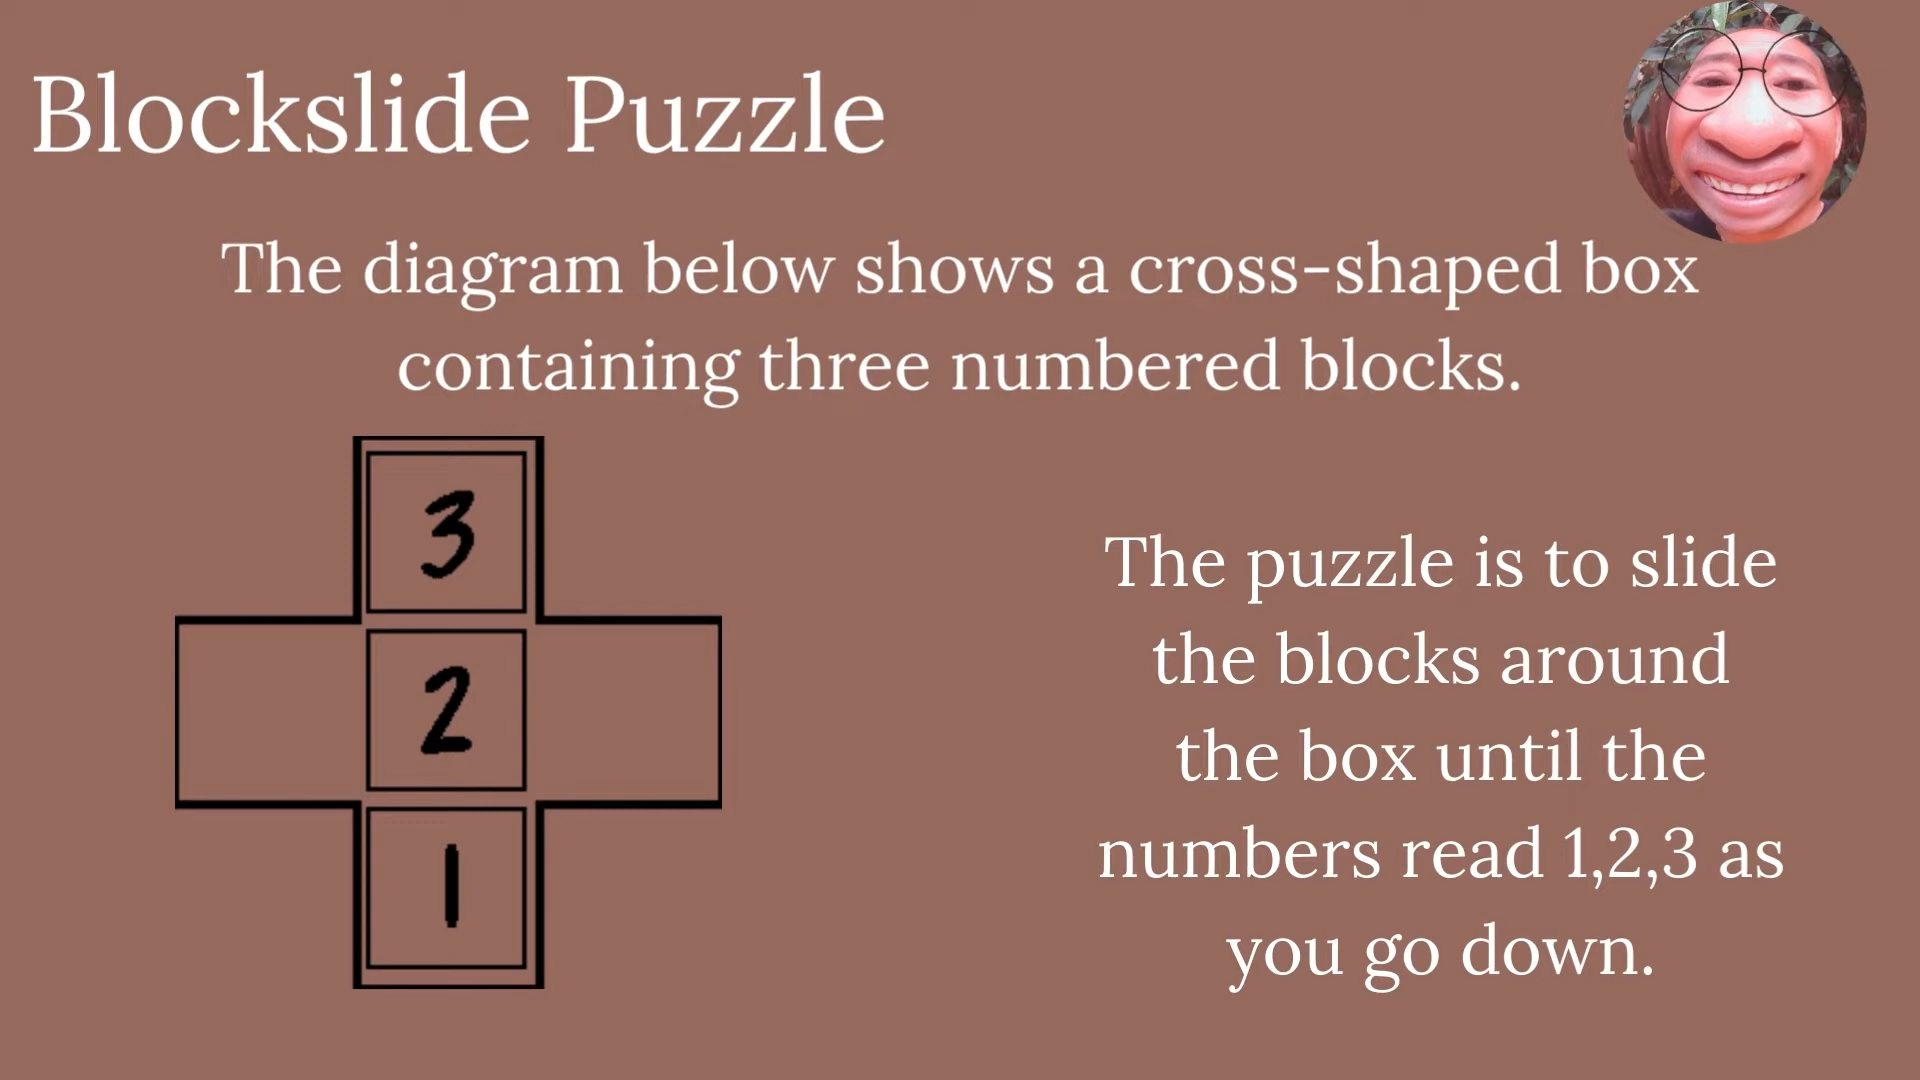 Blockslide Puzzle
The diagram below shows a cross-shaped box
containing three numbered blocks.
3
2
1
The puzzle is to slide
the blocks around
the box until the
numbers read 1,2,3 as
you go down.